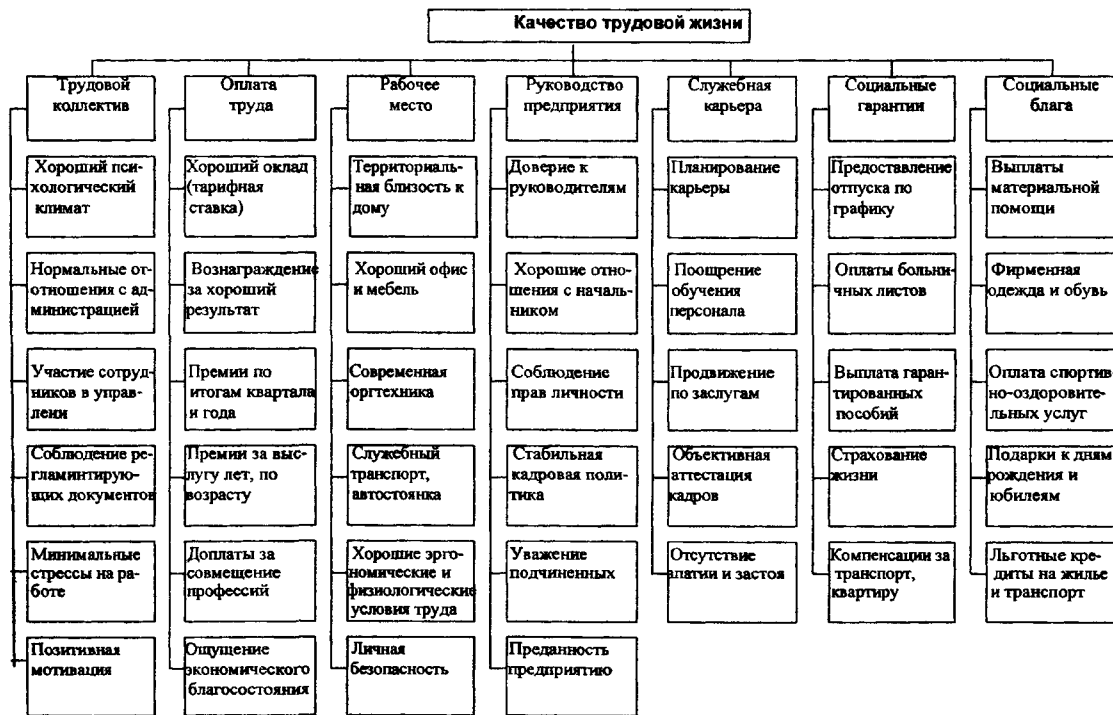 Качество трудовой жизни
Трудовой
коллектив
Оплата
труда
Рабочее
место
Руководство
предприятия
Служебная
карьера
Социальные
гарантии
Социальные
блага
Хороший пси-
хологический
климат
Хороший оклад
(тарифная
ставка)
Территориаль-
ная близость к
дому
Доверие к
руководителям
Планирование
карьеры
Предоставление
отпуска по
графику
Выплаты
материальной
помощи
Нормальные от-
отношения с ад-
министрацией
Вознаграждение
за хороший
результат
Хороший офис
и мебель
Хорошие отно-
шения с началь-
ником
Поощрение
обучения
персонала
Оплаты больни-
чных листов
Фирменная
одежда и обувь
Участие сотруд-
ников в управ-
лении
Премии по
итогам квартала
и года
Современная
оргтехника
Соблюдение
прав личности
Продвижение
по заслугам
Выплата гаран-
тированных
пособий
Оплата спортив-
но-оздоровите-
льных услуг
Соблюдение ре-
гламинтирую-
щих документов
Премии за выс-
лугу лет, по
возрасту
Служебный
транспорт,
автостоянка
Стабильная
кадровая поли-
тика
Объективная
аттестация
кадров
Страхование
жизни
Подарки к дням
рождения и
юбилеям
Минимальные
стрессы на ра-
боте
Доплаты за
совмещение
профессий
Хорошие эрго-
номические и
физиологические
условия труда
Уважение
подчиненных
Отсутствие
апатии и застоя
Компенсации за
транспорт,
квартиру
Льготные кре-
диты на жилье
и транспорт
Позитивная
мотивация
Ощущение
экономического
благосостояния
Личная
безопасность
Преданность
предприятию